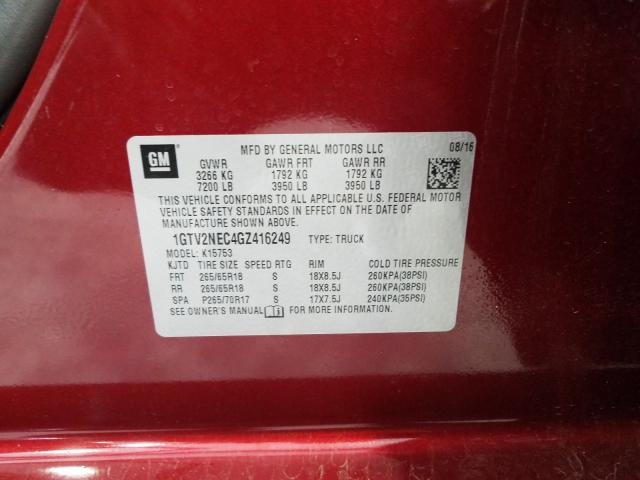 GM
MFD BY GENERAL MOTORS LLC 08/16
GVWR GAWR FRT GAWR RR
3266 KG 1792 KG 1792 KG
7200 LB 3950 LB 3950 LB
THIS VEHICLE CONFORMS TO ALL APPLICABLE U.S. FEDERAL MOTOR
VEHICLE SAFETY STANDARDS IN EFFECT ON THE DATE OF
MANUFACTURE SHOWN ABOVE.
1GTV2NEC4GZ416249 TYPE: TRUCK
MODEL: K15753
KJTD TIRE SIZE SPEED RTG RIM COLD TIRE PRESSURE
FRT 265/65R18 S 18X8.5J 260KPA(38PSI)
RR 265/65R18 S 18X8.5J 260KPA(38PSI)
SPA P265/70R17 S 17X7.5J 240KPA(35PSI)
SEE OWNER'S MANUAL FOR MORE INFORMATION.